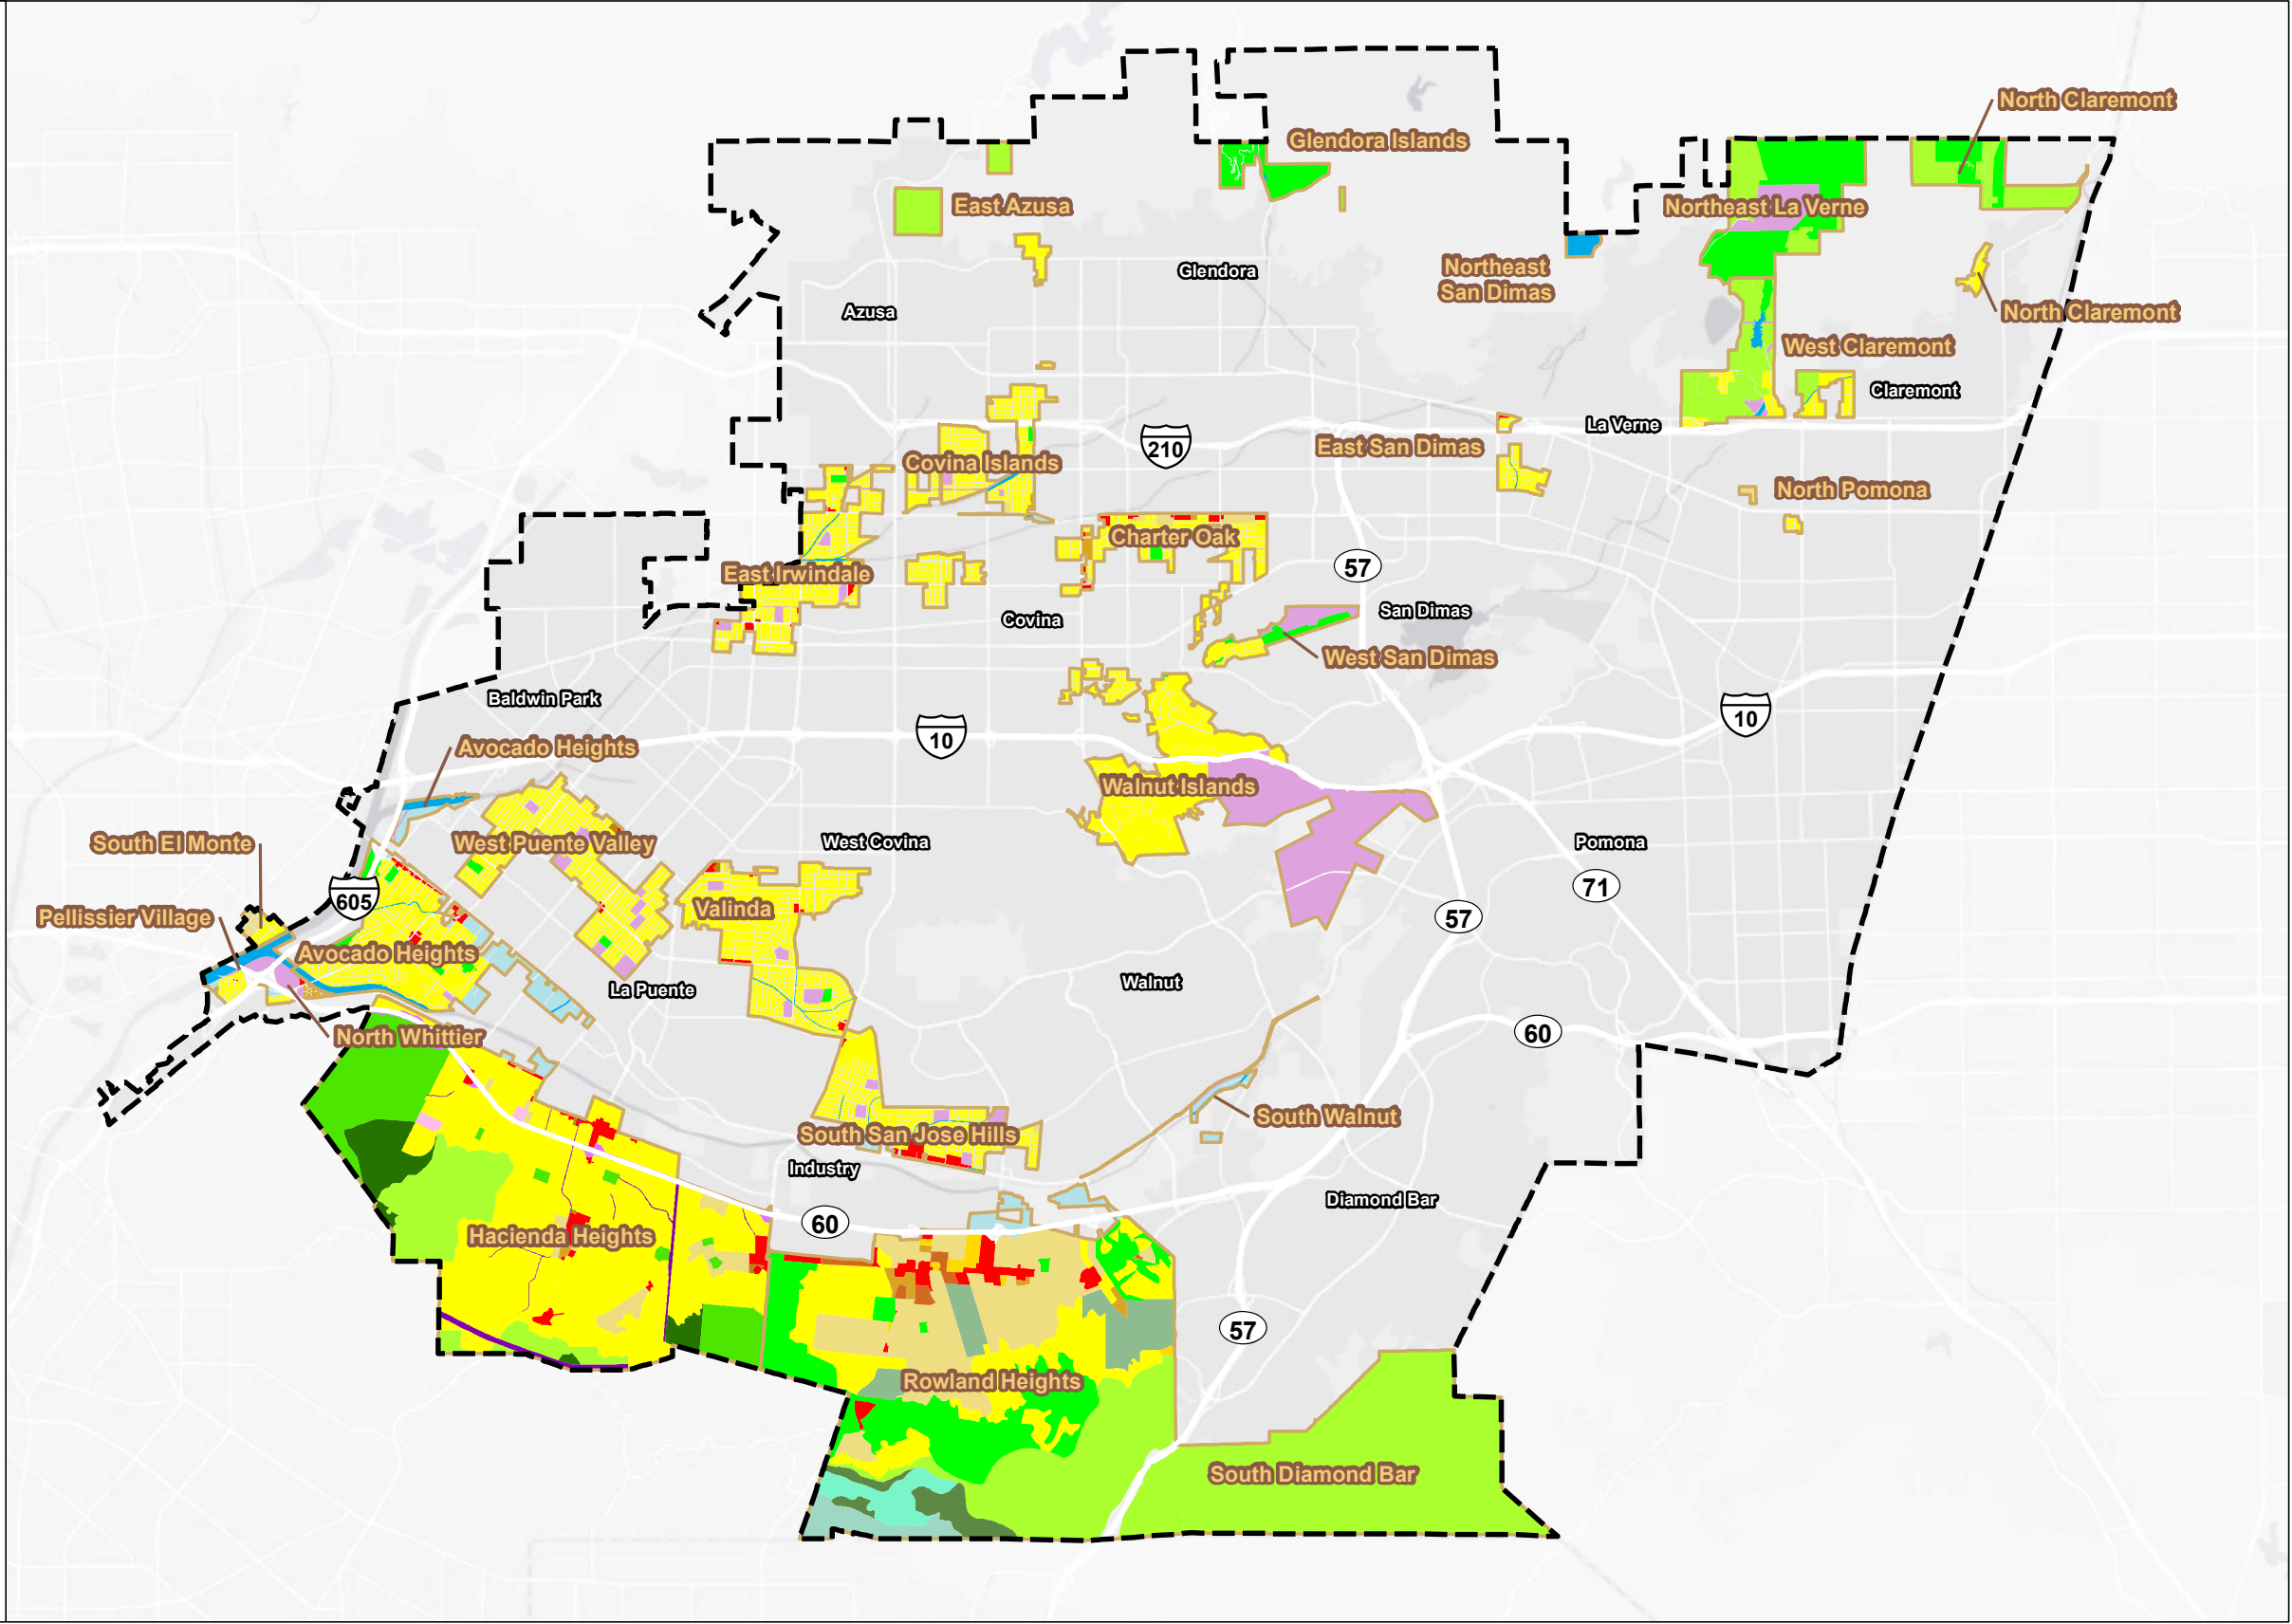 North Claremont
Glendora Islands
East Azusa
Northeast La Verne
Northeast
San Dimas
Glendora
Azusa
North Claremont
West Claremont
Claremont
La Verne
210
East San Dimas
Covina Islands
North Pomona
Charter Oak
57
East Irwindale
San Dimas
Covina
West San Dimas
Baldwin Park
10
10
Avocado Heights
Walnut Islands
South El Monte
West Puente Valley
West Covina
Pomona
71
605
Pellissier Village
Valinda
57
Avocado Heights
La Puente
Walnut
North Whittier
60
South Walnut
South San Jose Hills
Industry
Diamond Bar
60
Hacienda Heights
57
Rowland Heights
South Diamond Bar